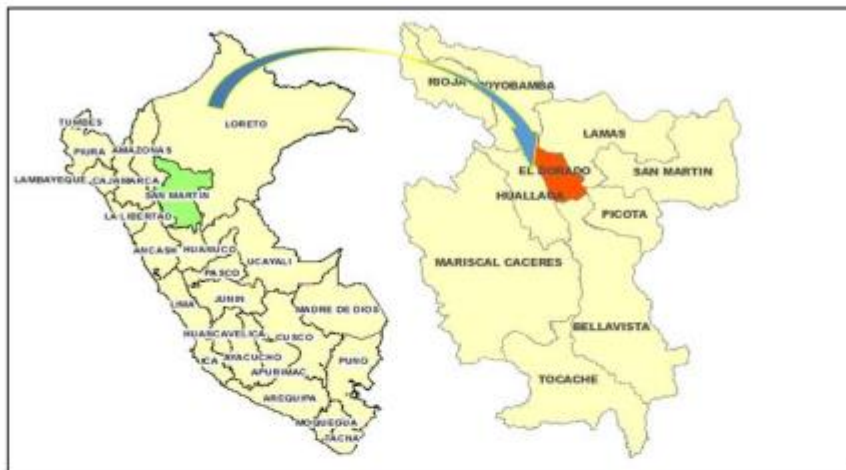 TUMBES
PIURA
AMAZONAS
LORETO
LAMBAYEQUE
CAJAMARCA
SAN MARTIN
LA LIBERTAD
ANCASH
HUANUCO
UCAYALI
PASCO
LIMA
JUNIN
MADRE DE DIOS
HUANCAVELICA
CUSCO
ICA
AYACUCHO
APURIMAC
PUNO
AREQUIPA
MOQUEGUA
TACNA
RIOJA
MOYOBAMBA
LAMAS
EL DORADO
SAN MARTIN
HUALLAGA
PICOTA
MARISCAL CACERES
BELLAVISTA
TOCACHE